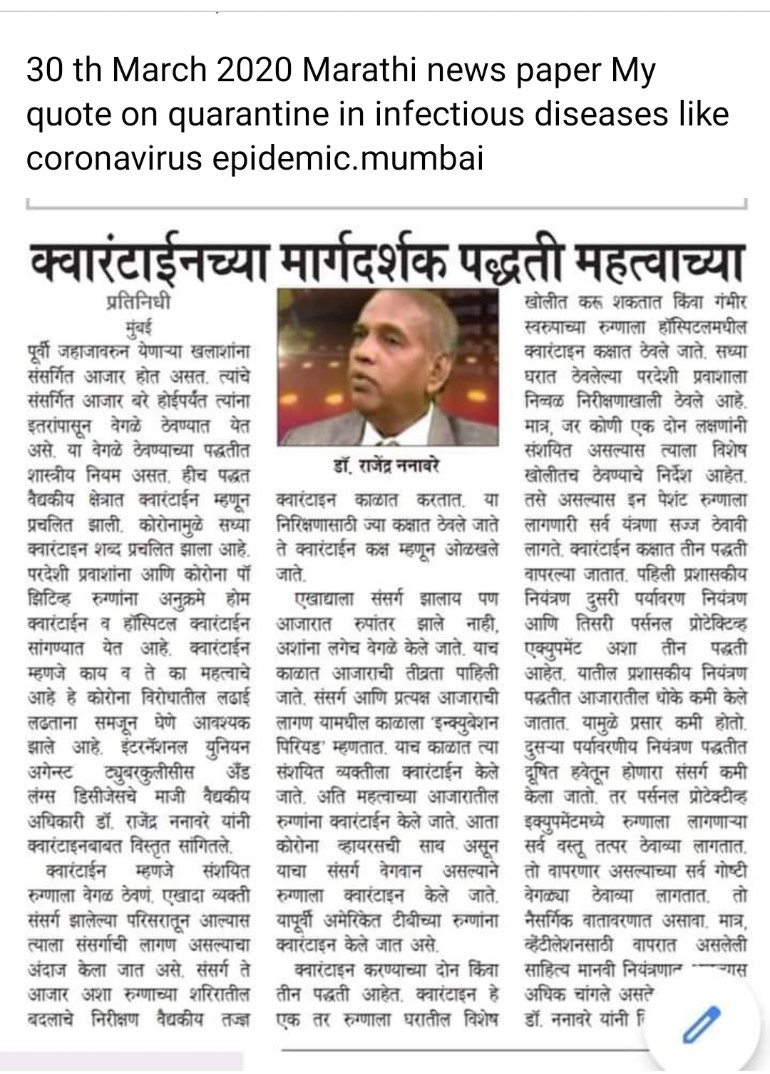 30 th March 2020 Marathi news paper My
quote on quarantine in infectious diseases like
coronavirus epidemic.mumbai
क्वारंटाईनच्या मार्गदर्शक पद्धती महत्वाच्या
प्रतिनिधी
मुंबई
पूर्वी जहाजावरुन येणाऱ्या खलाशांना
संसर्गित आजार होत असत. त्यांचे
संसर्गित आजार बरे होईपर्यंत त्यांना
इतरांपासून वेगळे ठेवण्यात येत
असे. या वेगळे ठेवण्याच्या पद्धतीत
शास्त्रीय नियम असत. हीच पद्धत
वैद्यकीय क्षेत्रात क्वारंटाईन म्हणून
प्रचलित झाली. कोरोनामुळे सध्या
क्वारंटाइन शब्द प्रचलित झाला आहे.
परदेशी प्रवाशांना आणि कोरोना पॉ
झिटिव्ह रुग्णांना अनुक्रमे होम
क्वारंटाईन व हॉस्पिटल क्वारंटाईन
सांगण्यात येत आहे. क्वारंटाईन
म्हणजे काय व ते का महत्वाचे
आहे हे कोरोना विरोधातील लढाई
लढताना समजून घेणे आवश्यक
झाले आहे. इंटरनॅशनल युनियन
अगेन्स्ट ट्युबरकुलीसीस अँड
लंग्स डिसीजेसचे माजी वैद्यकीय
अधिकारी डॉ. राजेंद्र ननावरे यांनी
क्वारंटाइनबाबत विस्तृत सांगितले.
क्वारंटाईन म्हणजे संशयित
रुग्णाला वेगळ ठेवणं. एखादा व्यक्ती
संसर्ग झालेल्या परिसरातून आल्यास
त्याला संसर्गाची लागण असल्याचा
अंदाज केला जात असे. संसर्ग ते
आजार अशा रुग्णाच्या शरिरातील
बदलाचे निरीक्षण वैद्यकीय तज्ज्ञ
डॉ. राजेंद्र ननावरे
क्वारंटाइन काळात करतात. या
निरिक्षणासाठी ज्या कक्षात ठेवले जाते
ते क्वारंटाईन कक्ष म्हणून ओळखले
जाते.
एखाद्याला संसर्ग झालाय पण
आजारात रुपांतर झाले नाही,
अशांना लगेच वेगळे केले जाते. याच
काळात आजाराची तीव्रता पाहिली
जाते. संसर्ग आणि प्रत्यक्ष आजाराची
लागण यामधील काळाला 'इन्क्युबेशन
पिरियड' म्हणतात. याच काळात त्या
संशयित व्यक्तीला क्वारंटाईन केले
जाते. अति महत्वाच्या आजारातील
रुग्णांना क्वारंटाईन केले जाते. आता
कोरोना व्हायरसची साथ असून
याचा संसर्ग वेगवान असल्याने
रुग्णाला क्वारंटाइन केले जाते.
यापूर्वी अमेरिकेत टीबीच्या रुग्णांना
क्वारंटाइन केले जात असे.
क्वारंटाइन करण्याच्या दोन किंवा
तीन पद्धती आहेत. क्वारंटाइन हे
एक तर रुग्णाला घरातील विशेष
खोलीत करू शकतात किंवा गंभीर
स्वरुपाच्या रुग्णाला हॉस्पिटलमधील
क्वारंटाइन कक्षात ठेवले जाते. सध्या
घरात ठेवलेल्या परदेशी प्रवाशाला
निव्वळ निरीक्षणाखाली ठेवले आहे.
मात्र, जर कोणी एक दोन लक्षणांनी
संशयित असल्यास त्याला विशेष
खोलीतच ठेवण्याचे निर्देश आहेत.
तसे असल्यास इन पेशंट रुग्णाला
लागणारी सर्व यंत्रणा सज्ज ठेवावी
लागते. क्वारंटाईन कक्षात तीन पद्धती
वापरल्या जातात. पहिली प्रशासकीय
नियंत्रण दुसरी पर्यावरण नियंत्रण
आणि तिसरी पर्सनल प्रोटेक्टिव्ह
एक्युपमेंट अशा तीन पद्धती
आहेत. यातील प्रशासकीय नियंत्रण
पद्धतीत आजारातील धोके कमी केले
जातात. यामुळे प्रसार कमी होतो.
दुसऱ्या पर्यावरणीय नियंत्रण पद्धतीत
दूषित हवेतून होणारा संसर्ग कमी
केला जातो. तर पर्सनल प्रोटेक्टीव्ह
इक्युपमेंटमध्ये रुग्णाला लागणाऱ्या
सर्व वस्तू तत्पर ठेवाव्या लागतात.
तो वापरणार असल्याच्या सर्व गोष्टी
वेगळ्या ठेवाव्या लागतात. तो
नैसर्गिक वातावरणात असावा. मात्र,
व्हेंटीलेशनसाठी वापरात असलेली
साहित्य मानवी
अधिक चांगले असते
डॉ. ननावरे यांनी